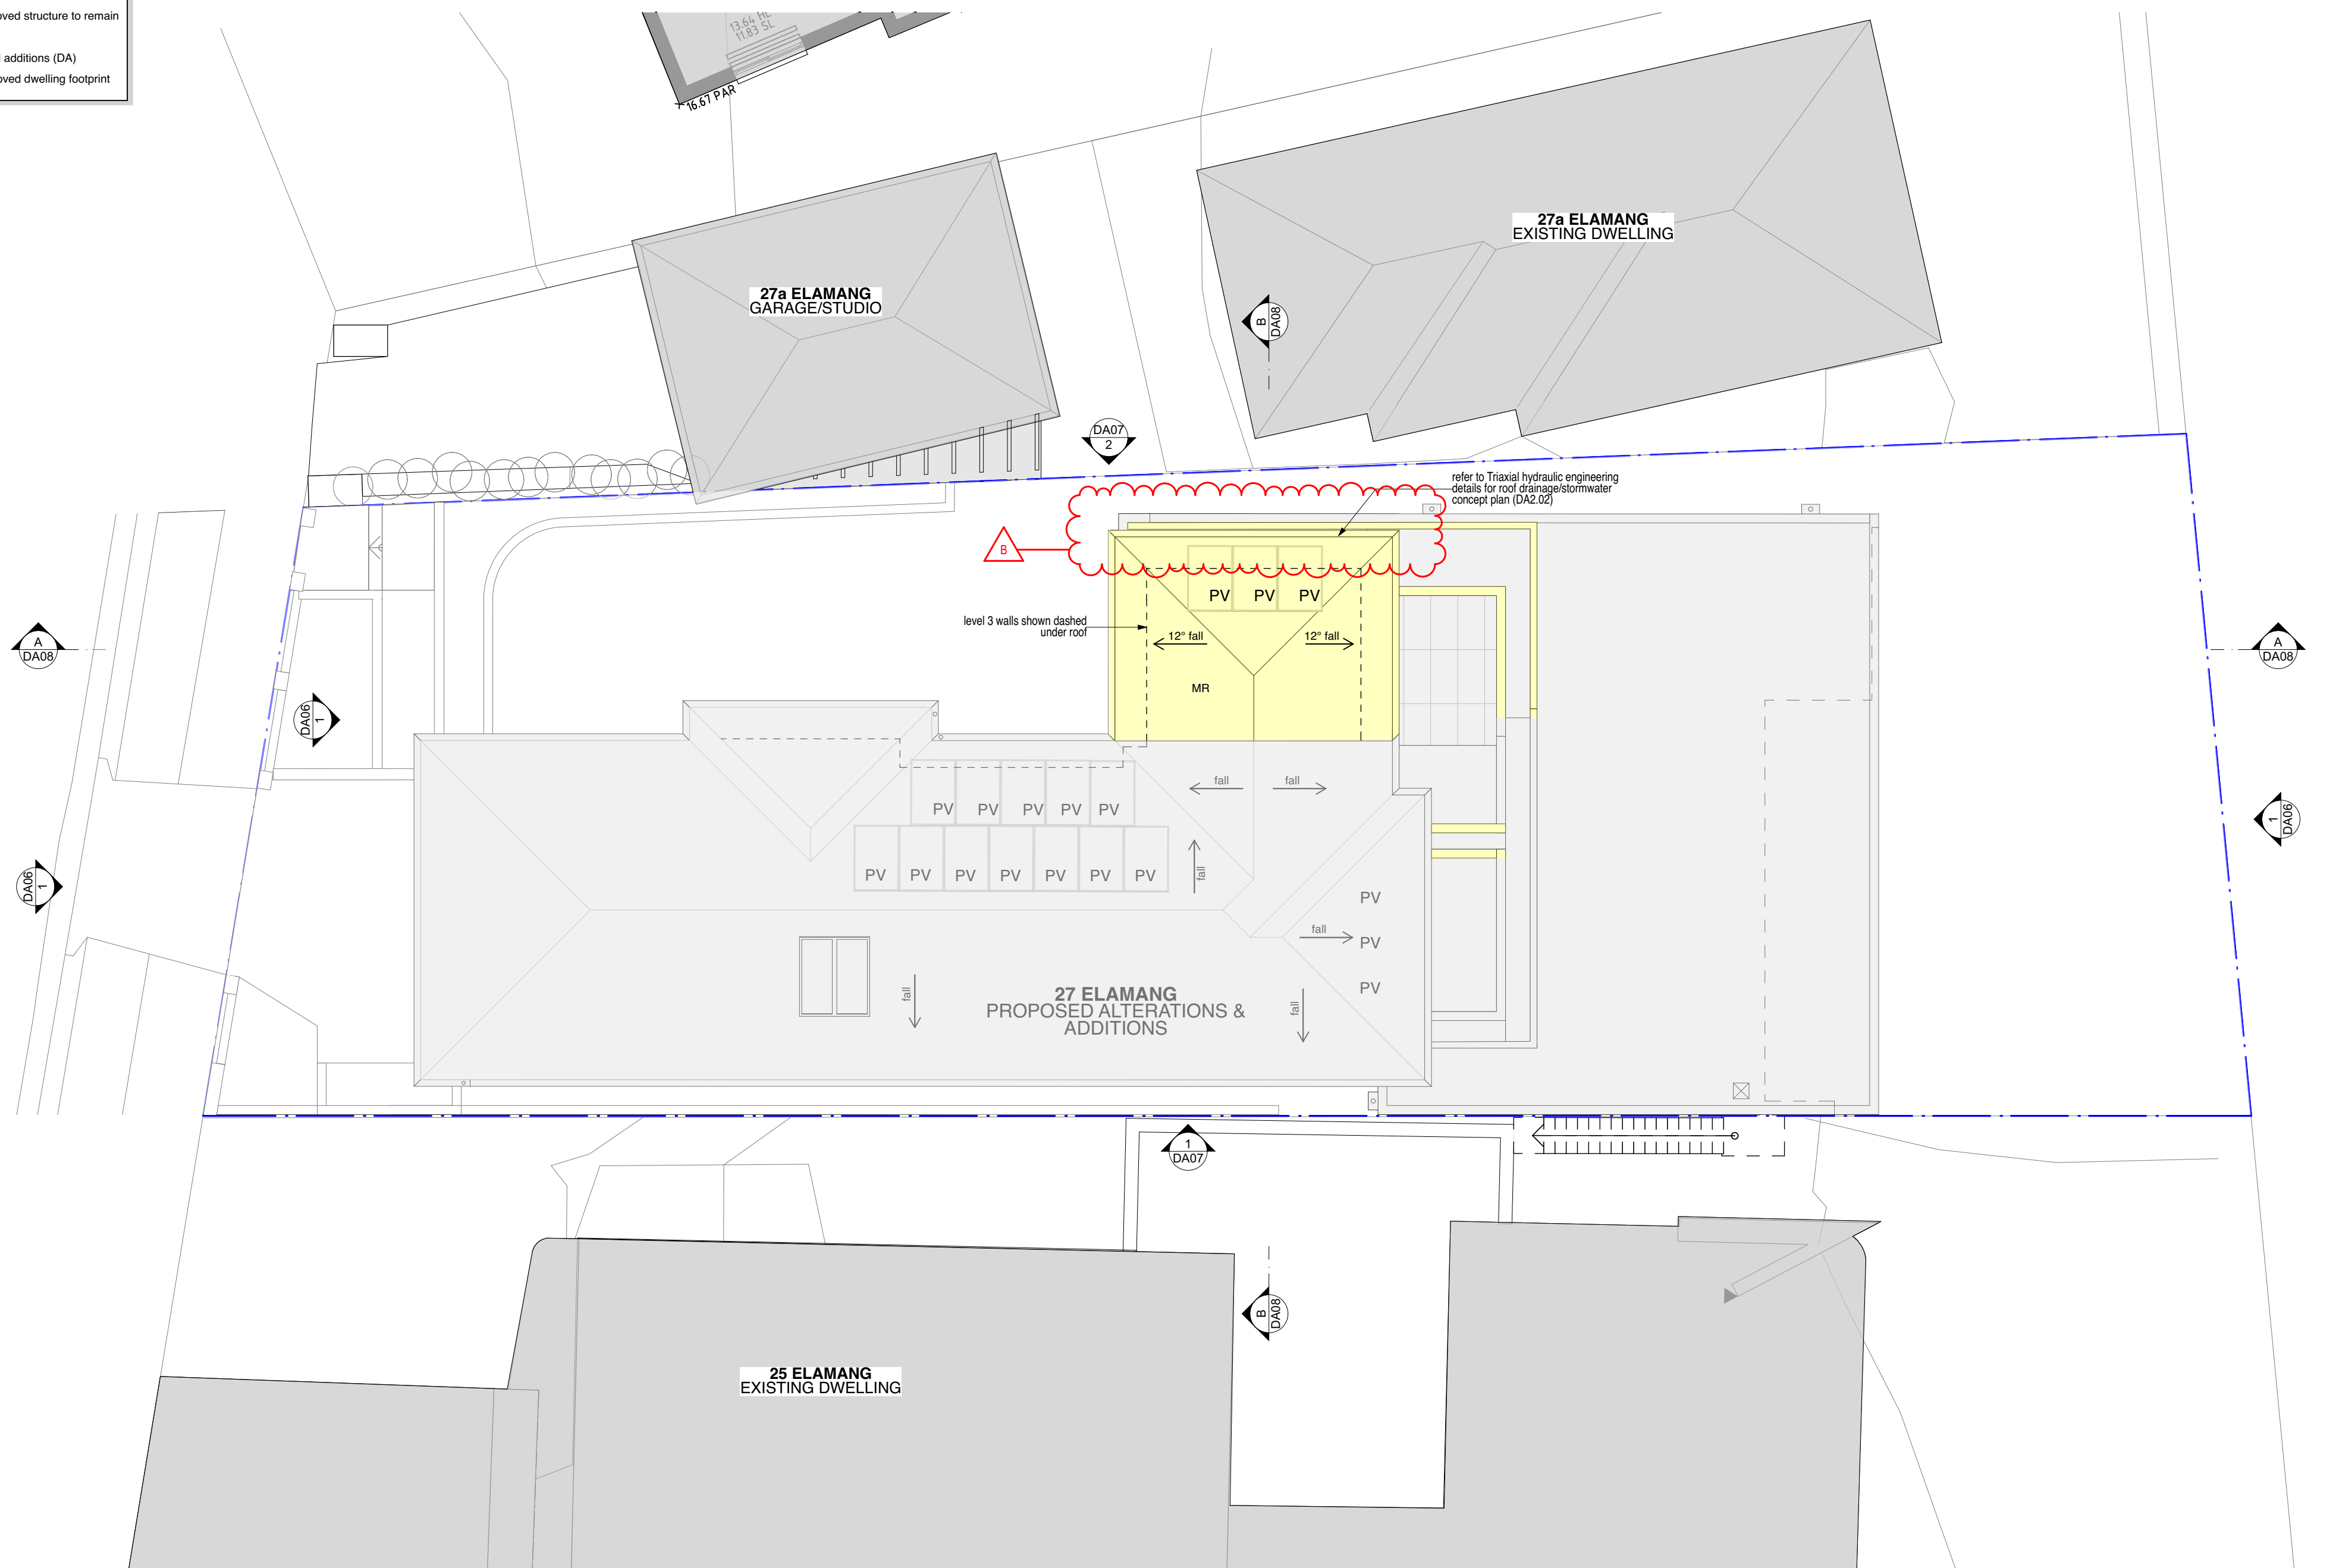 oved structure to remain
additions (DA)
oved dwelling footprint
13.64 HL
11.83 SL
16.67 PAR
27a ELAMANG
GARAGE/STUDIO
27a ELAMANG
EXISTING DWELLING
B
DA08
DA07
2
refer to Triaxial hydraulic engineering
details for roof drainage/stormwater
concept plan (DA2.02)
B
PV PV PV
level 3 walls shown dashed
under roof
12° fall 12° fall
MR
A
DA08
A
DA08
DA06
1
fall fall
PV PV PV PV PV
1
DA06
PV PV PV PV PV PV PV
fall
DA06
1
PV
fall
PV
PV
fall
27 ELAMANG
PROPOSED ALTERATIONS &
ADDITIONS
fall
1
DA07
B
DA08
25 ELAMANG
EXISTING DWELLING